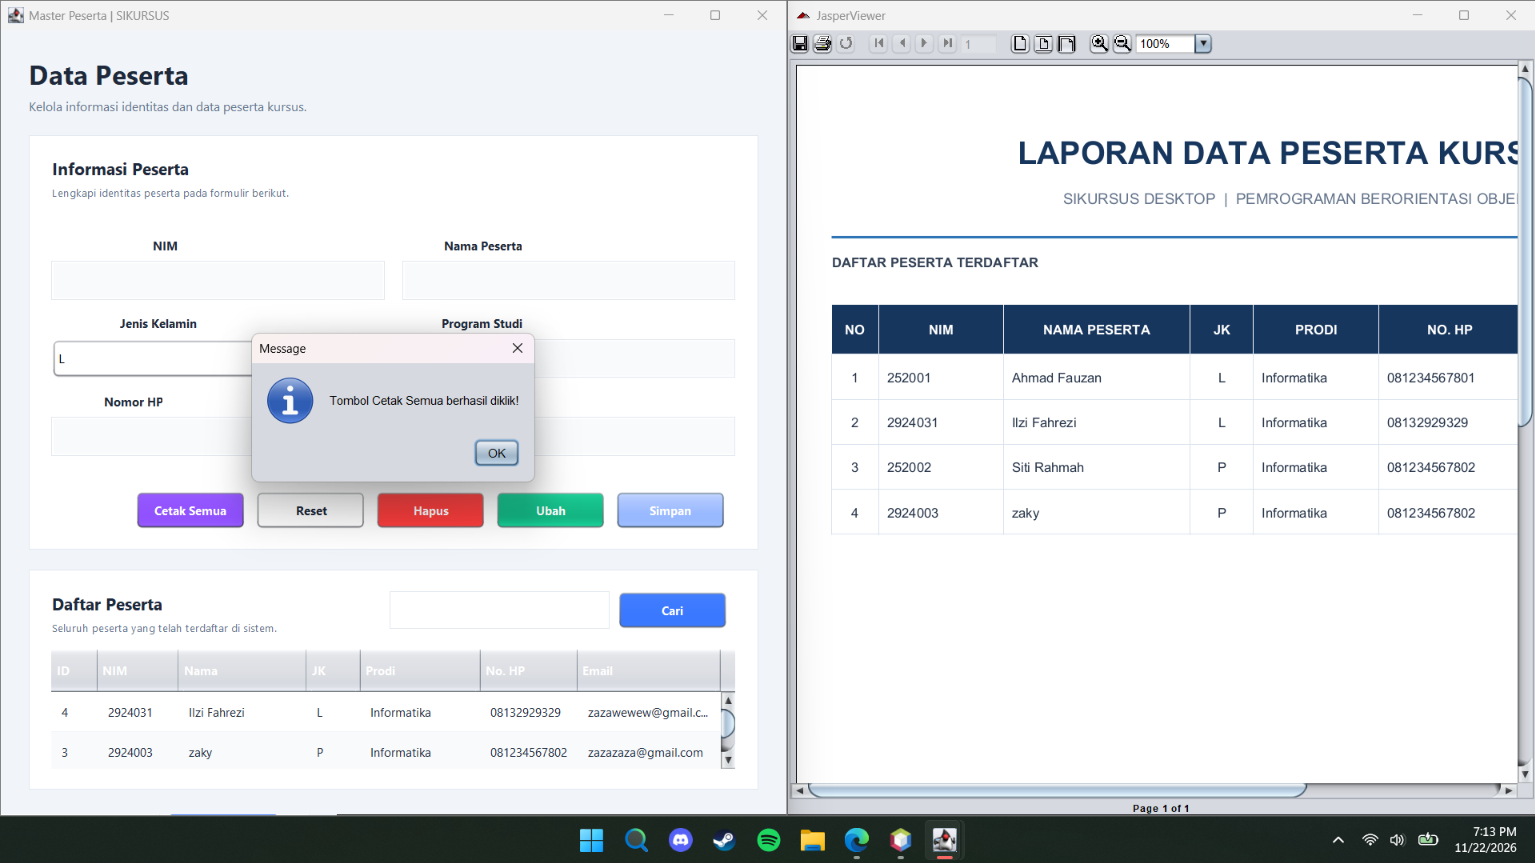 Master Peserta | SIKURSUS
Data Peserta
Kelola informasi identitas dan data peserta kursus.
Informasi Peserta
Lengkapi identitas peserta pada formulir berikut.
NIM
Nama Peserta
Jenis Kelamin
Program Studi
L
Nomor HP
Message
Tombol Cetak Semua berhasil diklik!
OK
Cetak Semua
Reset
Hapus
Ubah
Simpan
Daftar Peserta
Seluruh peserta yang telah terdaftar di sistem.
Cari
ID NIM Nama JK Prodi No. HP Email
4 2924031 Ilzi Fahrezi L Informatika 08132929329 zazawewew@gmail.c...
3 2924003 zaky P Informatika 081234567802 zazazaza@gmail.com
JasperViewer
1
100%
LAPORAN DATA PESERTA KURS
SIKURSUS DESKTOP | PEMROGRAMAN BERORIENTASI OBJE
DAFTAR PESERTA TERDAFTAR
NO NIM NAMA PESERTA JK PRODI NO. HP
1 252001 Ahmad Fauzan L Informatika 081234567801
2 2924031 Ilzi Fahrezi L Informatika 08132929329
3 252002 Siti Rahmah P Informatika 081234567802
4 2924003 zaky P Informatika 081234567802
Page 1 of 1
7:13 PM
11/22/2026